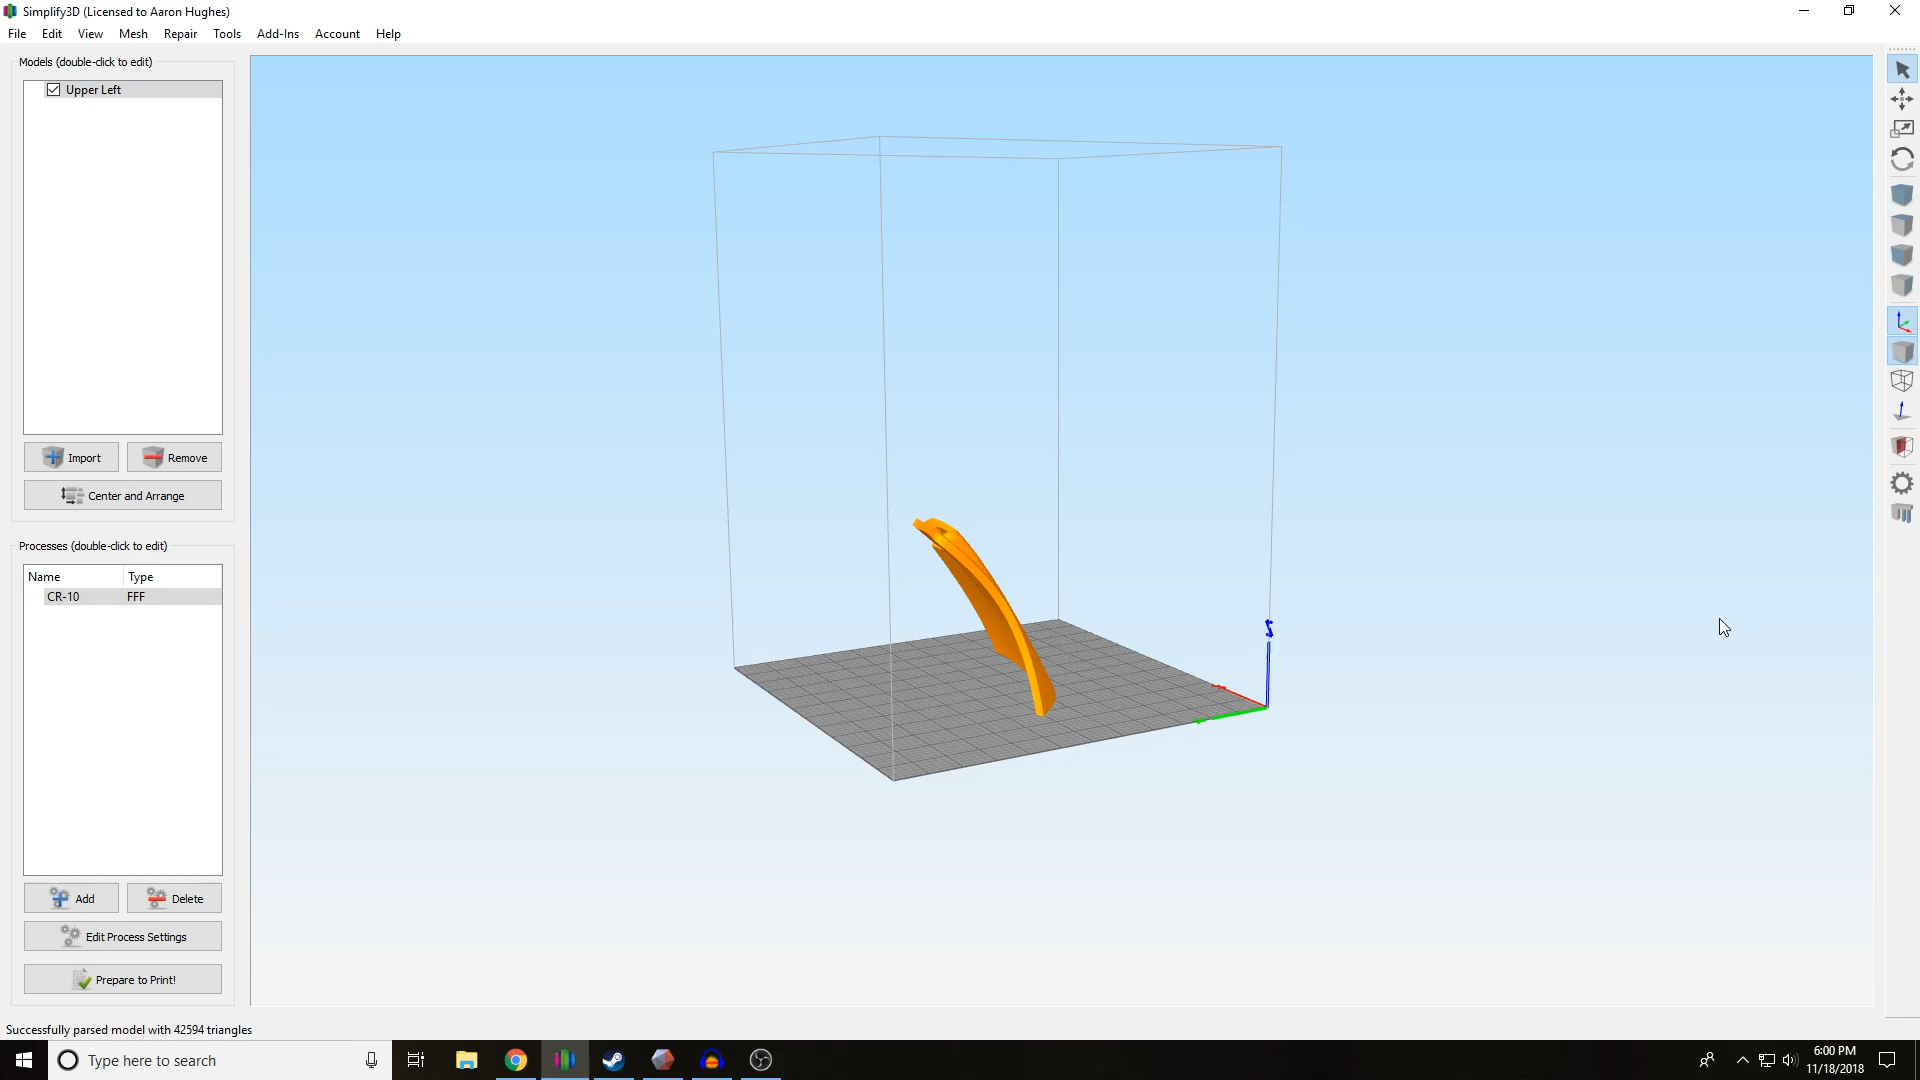 Simplify3D (Licensed to Aaron Hughes)
File Edit View Mesh Repair Tools Add-Ins Account Help
Models (double-click to edit)
Upper Left
Import Remove
Center and Arrange
Processes (double-click to edit)
Name Type
CR-10 FFF
Add Delete
Edit Process Settings
Prepare to Print!
Successfully parsed model with 42594 triangles
Type here to search
6:00 PM
11/18/2018